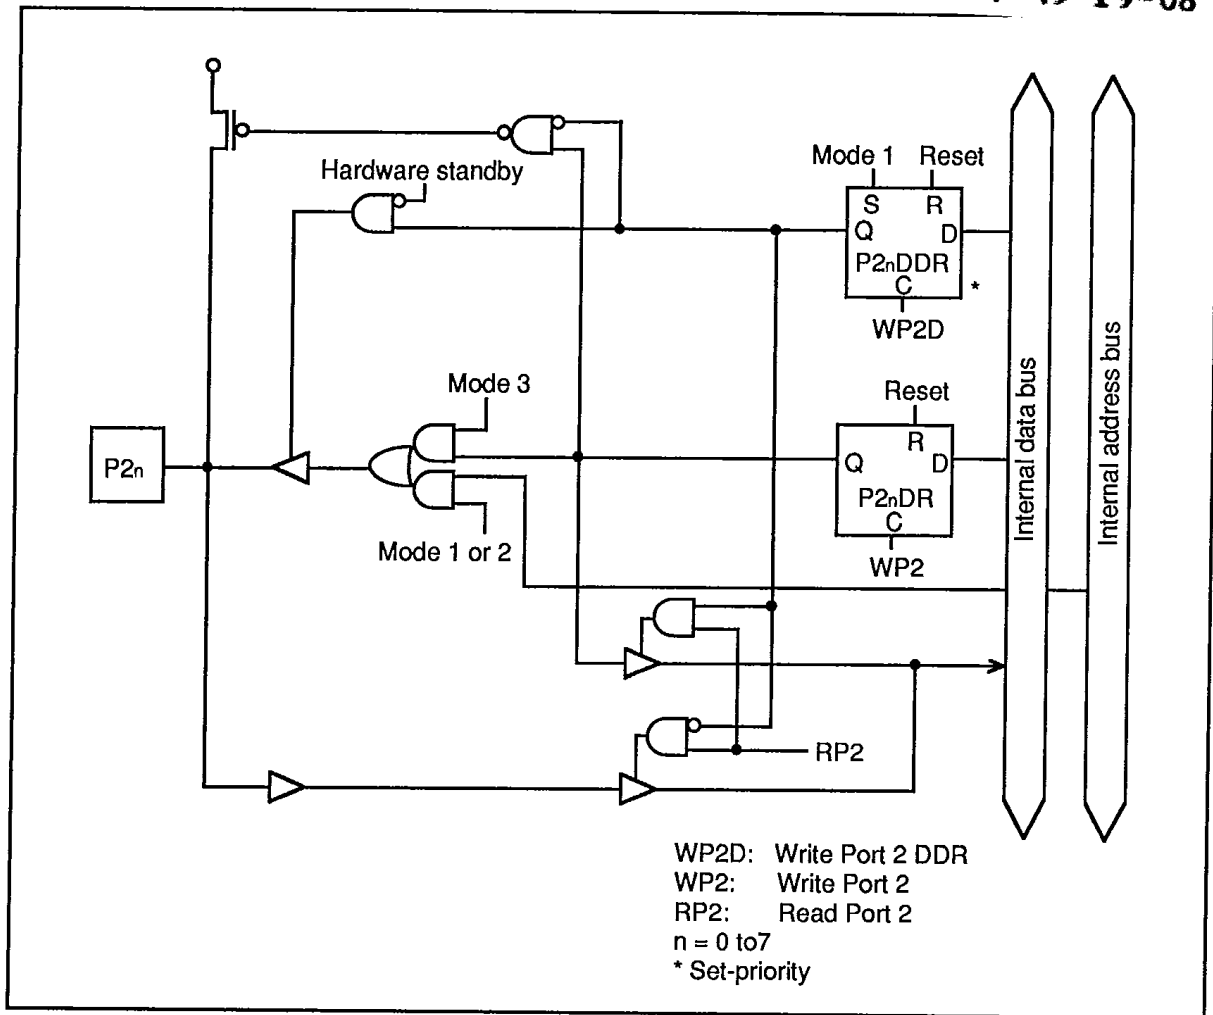 Hardware standby
Mode 1 Reset
S R
Q D
P2nDDR
C
*
WP2D
Mode 3
Reset
R
P2n
Q D
P2nDR
C
Mode 1 or 2
WP2
Internal data bus
Internal address bus
RP2
WP2D: Write Port 2 DDR
WP2: Write Port 2
RP2: Read Port 2
n = 0 to7
* Set-priority